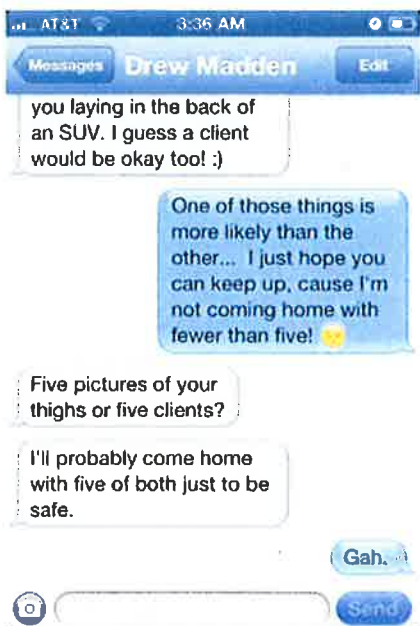 AT&T 3:36 AM
Messages Drew Madden Edit
you laying in the back of
an SUV. I guess a client
would be okay too! :)
One of those things is
more likely than the
other... I just hope you
can keep up, cause I'm
not coming home with
fewer than five!
Five pictures of your
thighs or five clients?
I'll probably come home
with five of both just to be
safe.
Gah.
Send